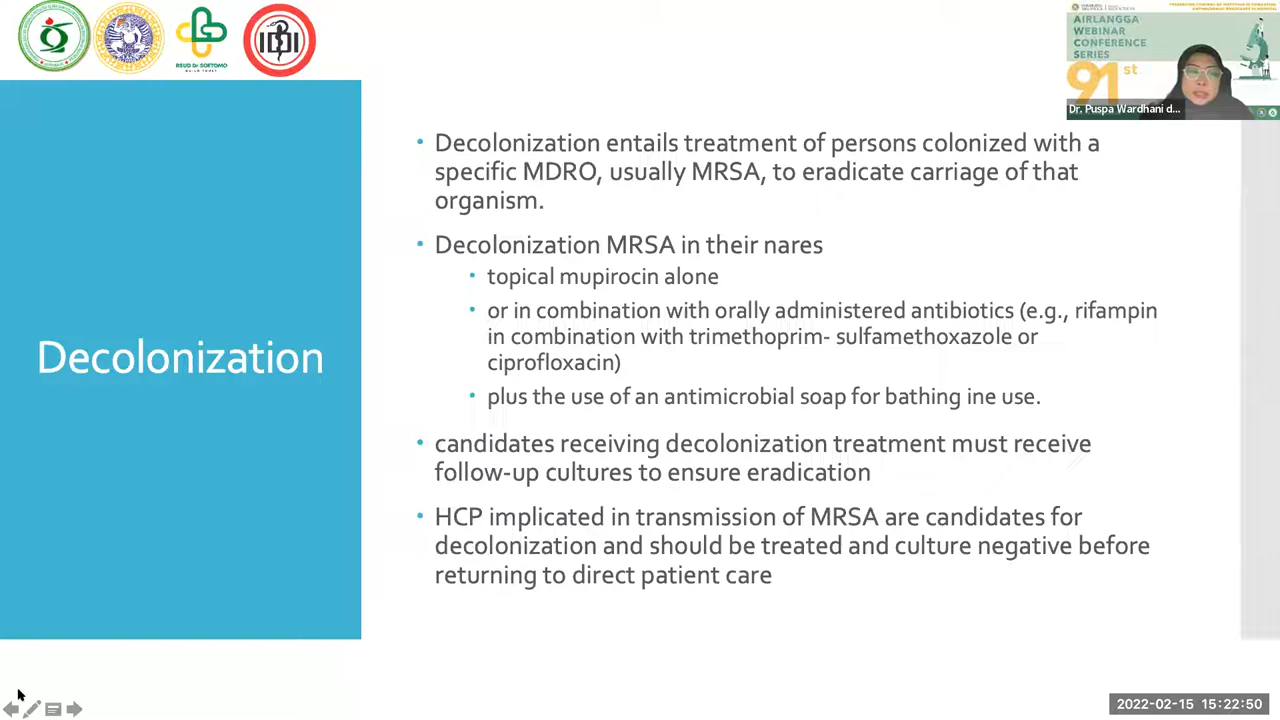 RSUD Dr SOETOMO
BUILD TRUST
IDI
AIRLANGGA
WEBINAR
CONFERENCE
SERIES
91st
Dr. Puspa Wardhani d...
Decolonization
• Decolonization entails treatment of persons colonized with a
specific MDRO, usually MRSA, to eradicate carriage of that
organism.
• Decolonization MRSA in their nares
• topical mupirocin alone
• or in combination with orally administered antibiotics (e.g., rifampin
in combination with trimethoprim- sulfamethoxazole or
ciprofloxacin)
• plus the use of an antimicrobial soap for bathing ine use.
• candidates receiving decolonization treatment must receive
follow-up cultures to ensure eradication
• HCP implicated in transmission of MRSA are candidates for
decolonization and should be treated and culture negative before
returning to direct patient care
2022-02-15 15:22:50